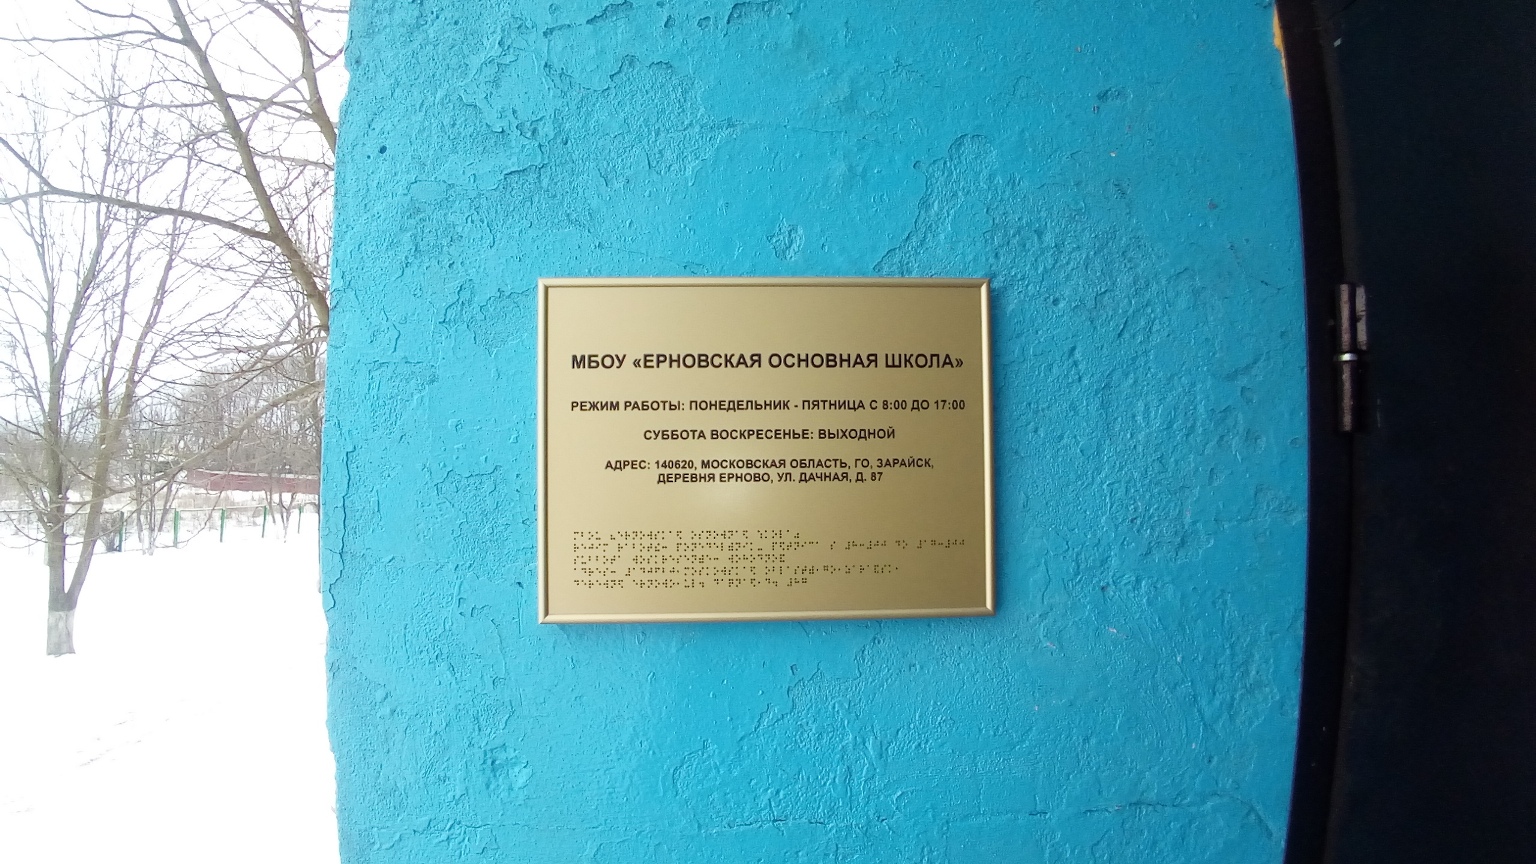 МБОУ «ЕРНОВСКАЯ ОСНОВНАЯ ШКОЛА»
РЕЖИМ РАБОТЫ: ПОНЕДЕЛЬНИК - ПЯТНИЦА С 8:00 ДО 17:00
СУББОТА ВОСКРЕСЕНЬЕ: ВЫХОДНОЙ
АДРЕС: 140620, МОСКОВСКАЯ ОБЛАСТЬ, ГО, ЗАРАЙСК,
ДЕРЕВНЯ ЕРНОВО, УЛ. ДАЧНАЯ, Д. 87